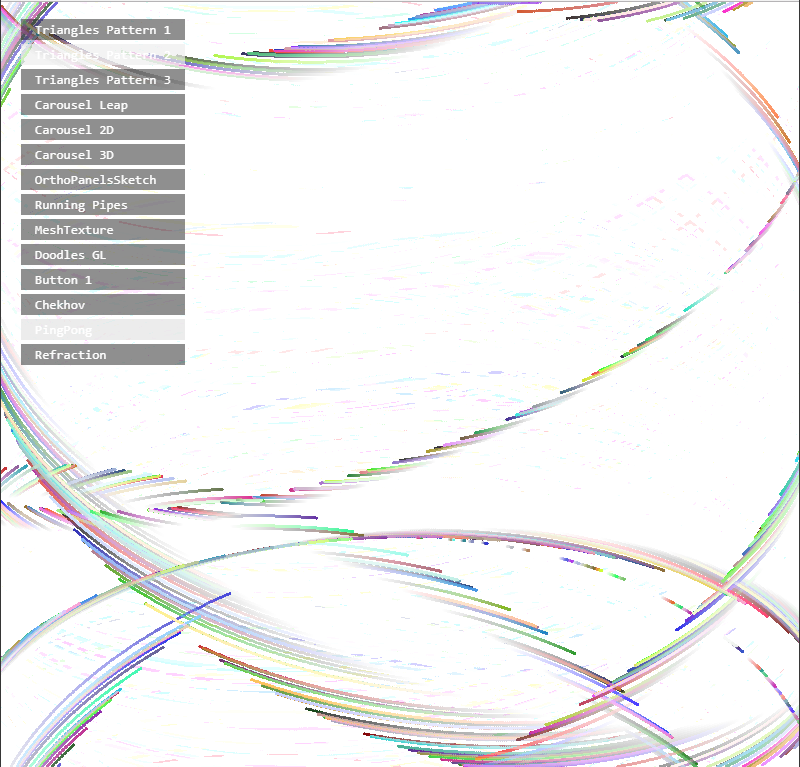 Triangles Pattern 1
Triangles Pattern 2
Triangles Pattern 3
Carousel Leap
Carousel 2D
Carousel 3D
OrthoPanelsSketch
Running Pipes
MeshTexture
Doodles GL
Button 1
Chekhov
PingPong
Refraction